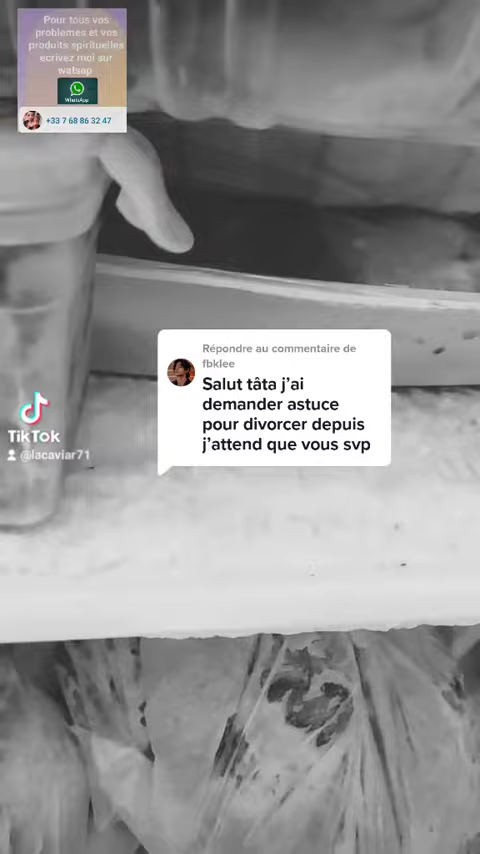 Pour tous vos
problemes et vos
produits spirituelles
ecrivez moi sur
watsap
WhatsApp
+33 7 68 86 32 47
Répondre au commentaire de
fbklee
Salut tâta j'ai
demander astuce
pour divorcer depuis
j'attend que vous svp
TikTok
@lacaviar71